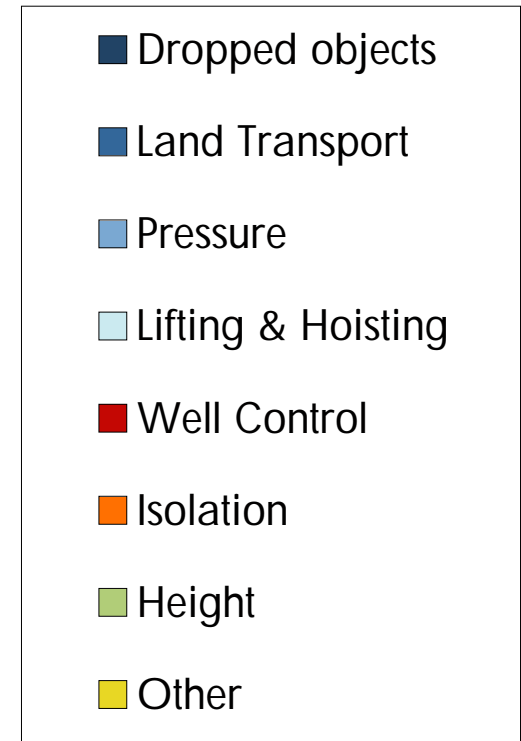 Dropped objects
Land Transport
Pressure
Lifting & Hoisting
Well Control
Isolation
Height
Other